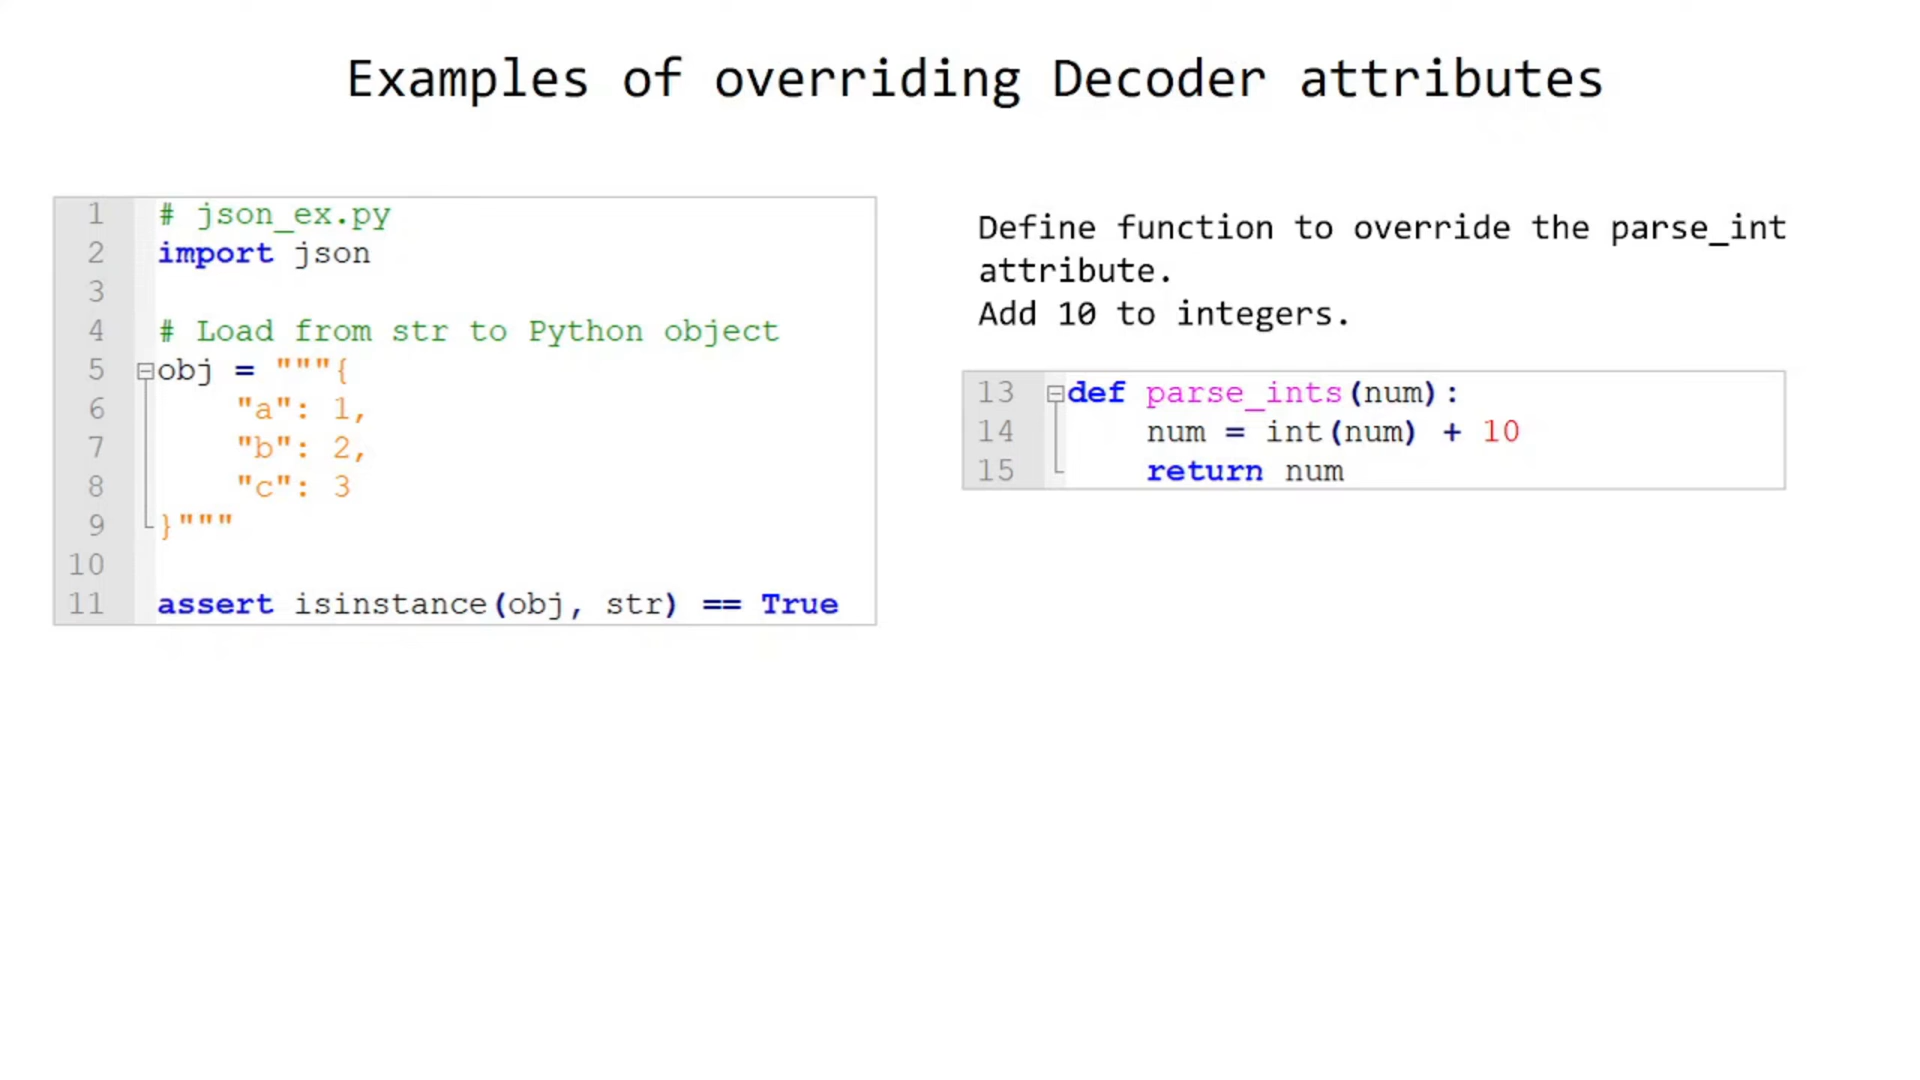 Examples of overriding Decoder attributes
1 # json_ex.py
2 import json
3
4 # Load from str to Python object
5 obj = """{
6 "a": 1,
7 "b": 2,
8 "c": 3
9 }"""
10
11 assert isinstance(obj, str) == True
Define function to override the parse_int
attribute.
Add 10 to integers.
13 def parse_ints(num):
14 num = int(num) + 10
15 return num